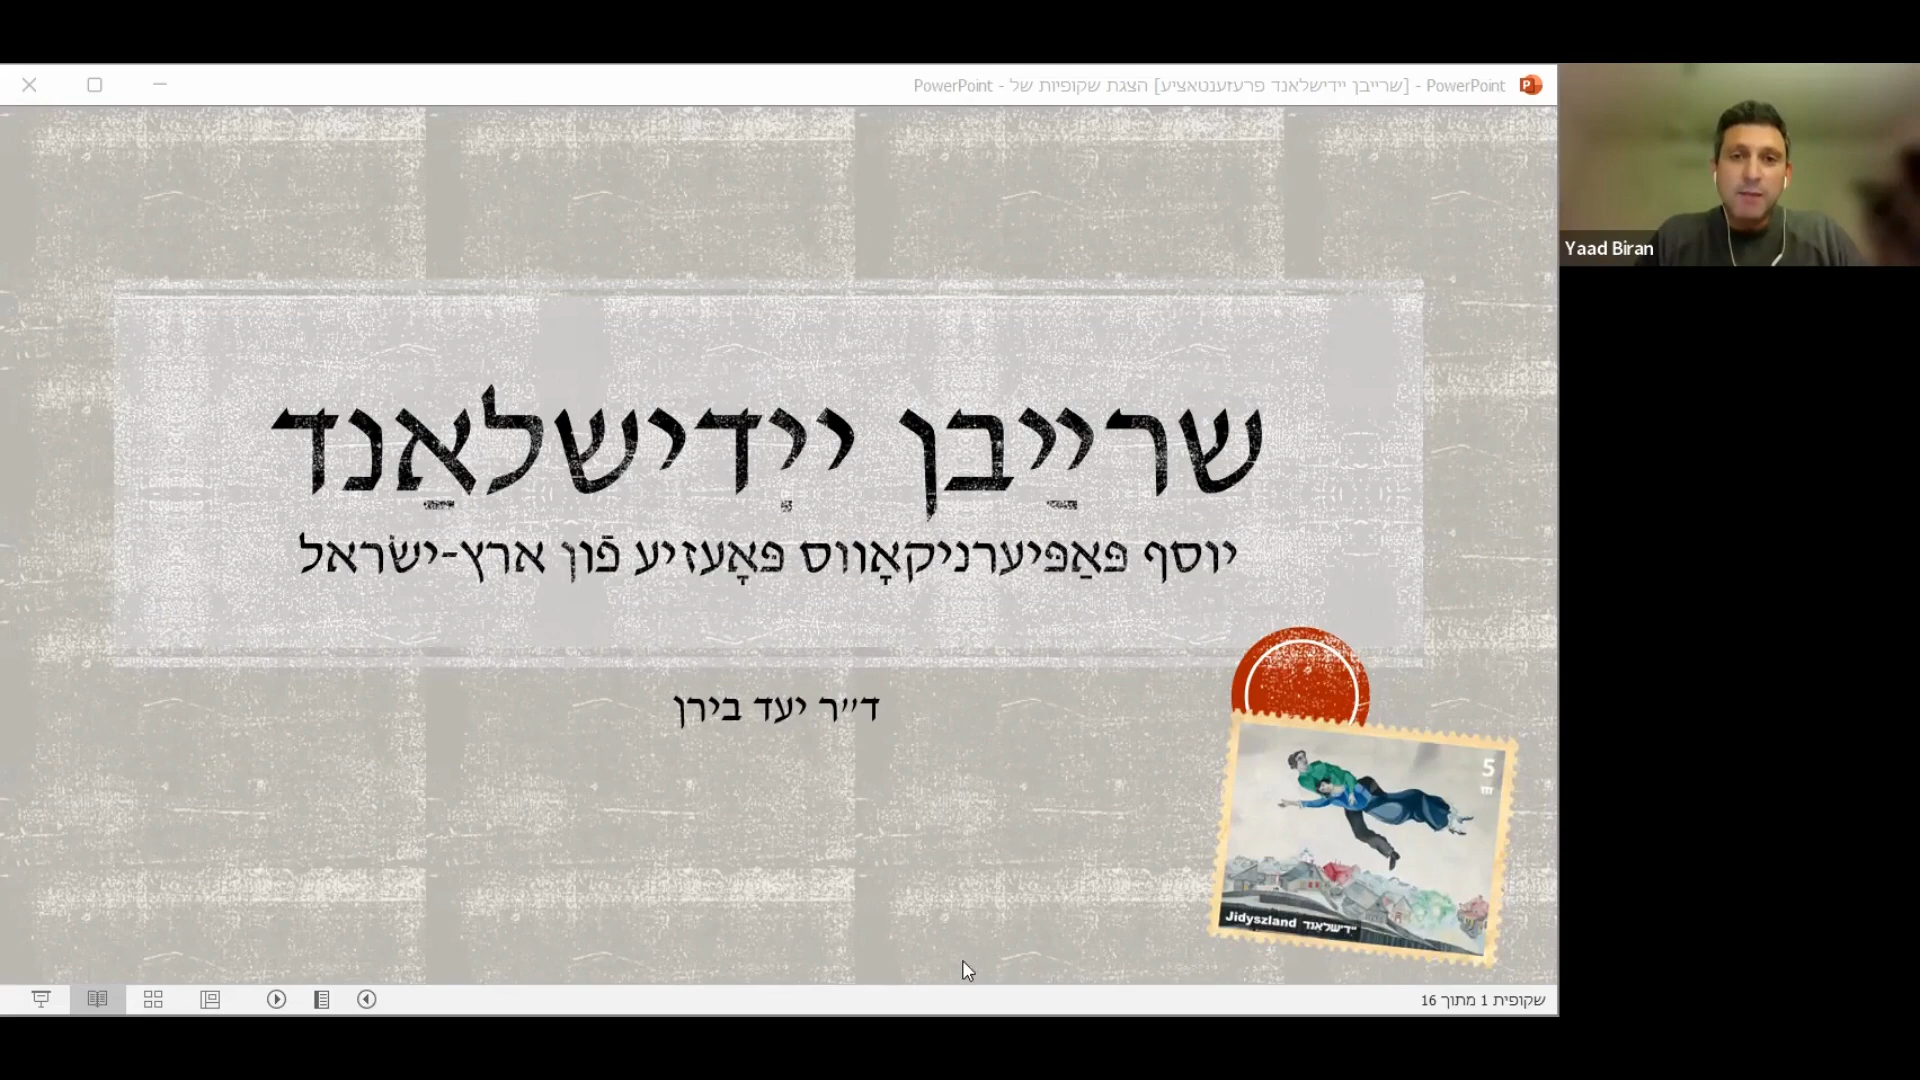 PowerPoint - [שרייבן יידישלאנד פרעזענטאציע] הצגת שקופיות של - PowerPoint
Yaad Biran
שרײַבן ייִדישלאַנד
יוסף פּאַפּיערניקאָווס פּאָעזיע פֿון ארץ-ישׂראל
ד״ר יעד בירן
5
m
Jidyszland ייִדישלאַנד
שקופית 1 מתוך 16